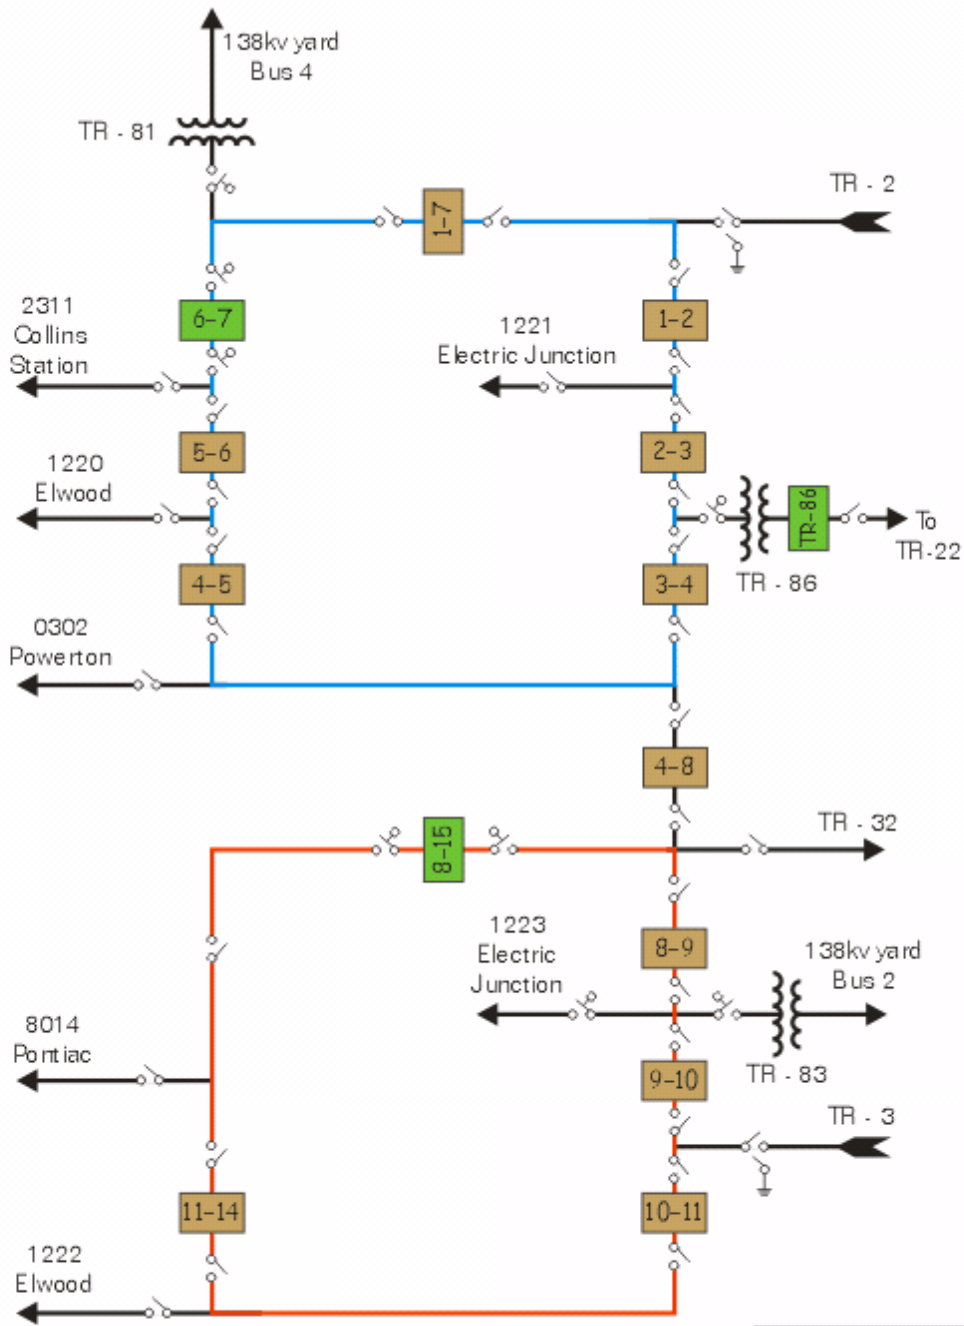 138kv yard
Bus 4
TR - 81
TR - 2
1-7
2311
Collins
Station
6-7
1221
Electric Junction
1-2
1220
Elwood
5-6
2-3
TR-86
To
TR-22
TR - 86
4-5
3-4
0302
Powerton
4-8
TR - 32
8-15
1223
Electric
Junction
8-9
138kv yard
Bus 2
8014
Pontiac
9-10
TR - 83
TR - 3
11-14
10-11
1222
Elwood